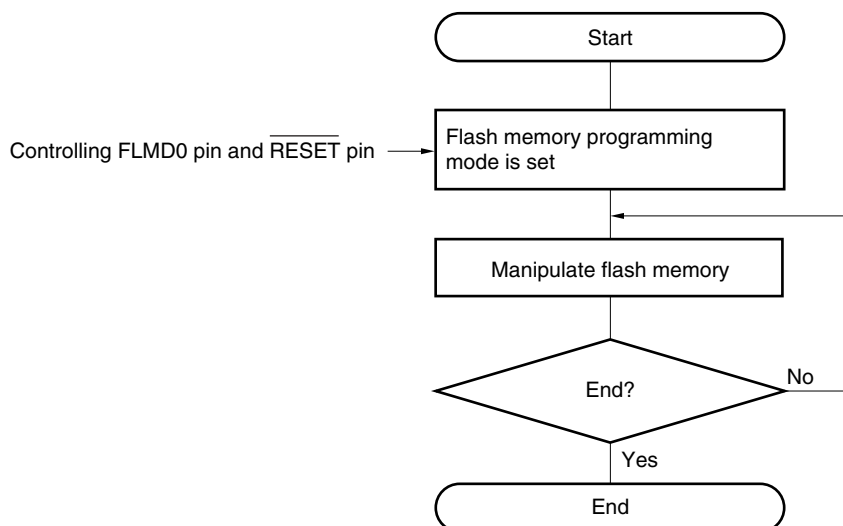 Start
Flash memory programming
mode is set
Controlling FLMD0 pin and R̅E̅S̅E̅T̅ pin
Manipulate flash memory
End?
No
Yes
End